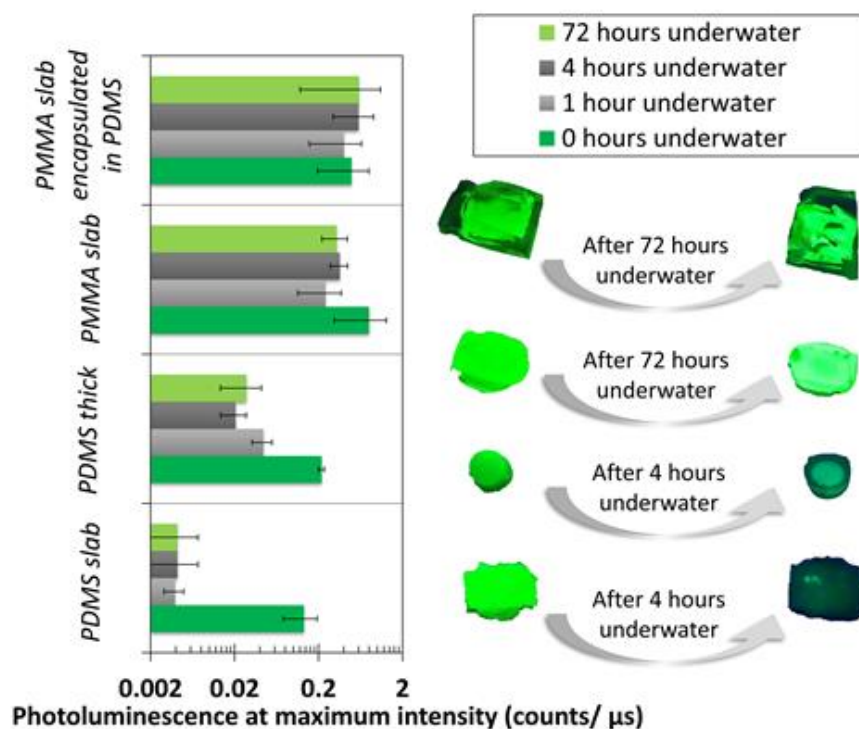 72 hours underwater
4 hours underwater
1 hour underwater
0 hours underwater
PMMA slab
encapsulated
in PDMS
PMMA slab
PDMS thick
PDMS slab
After 72 hours
underwater
After 72 hours
underwater
After 4 hours
underwater
After 4 hours
underwater
0.002 0.02 0.2 2
Photoluminescence at maximum intensity (counts/ µs)